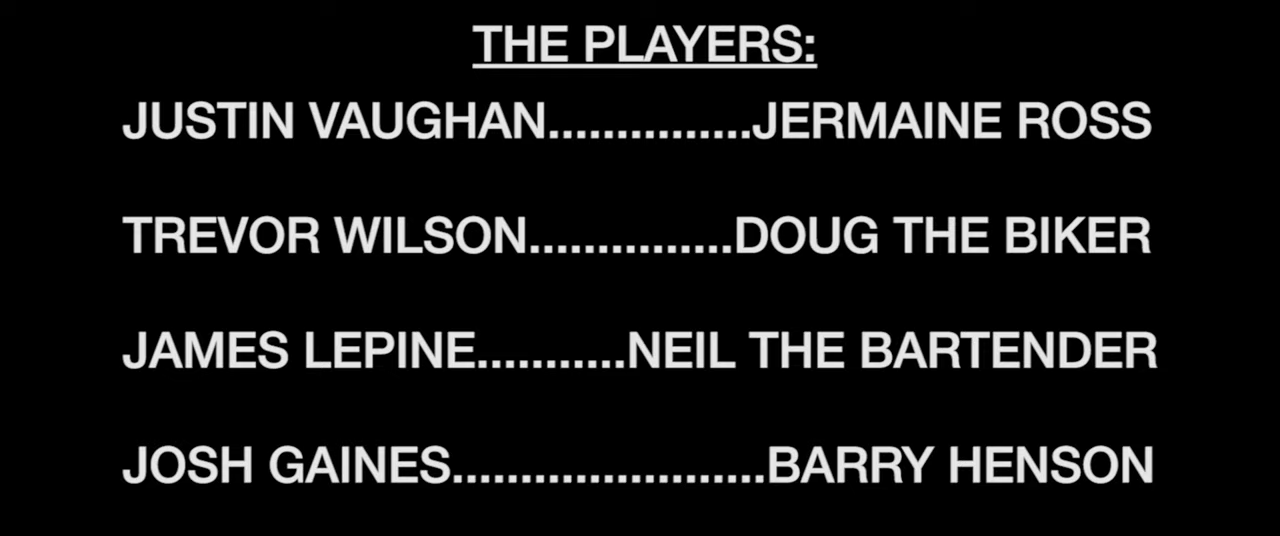 THE PLAYERS:
JUSTIN VAUGHAN...............JERMAINE ROSS
TREVOR WILSON...............DOUG THE BIKER
JAMES LEPINE...........NEIL THE BARTENDER
JOSH GAINES.......................BARRY HENSON